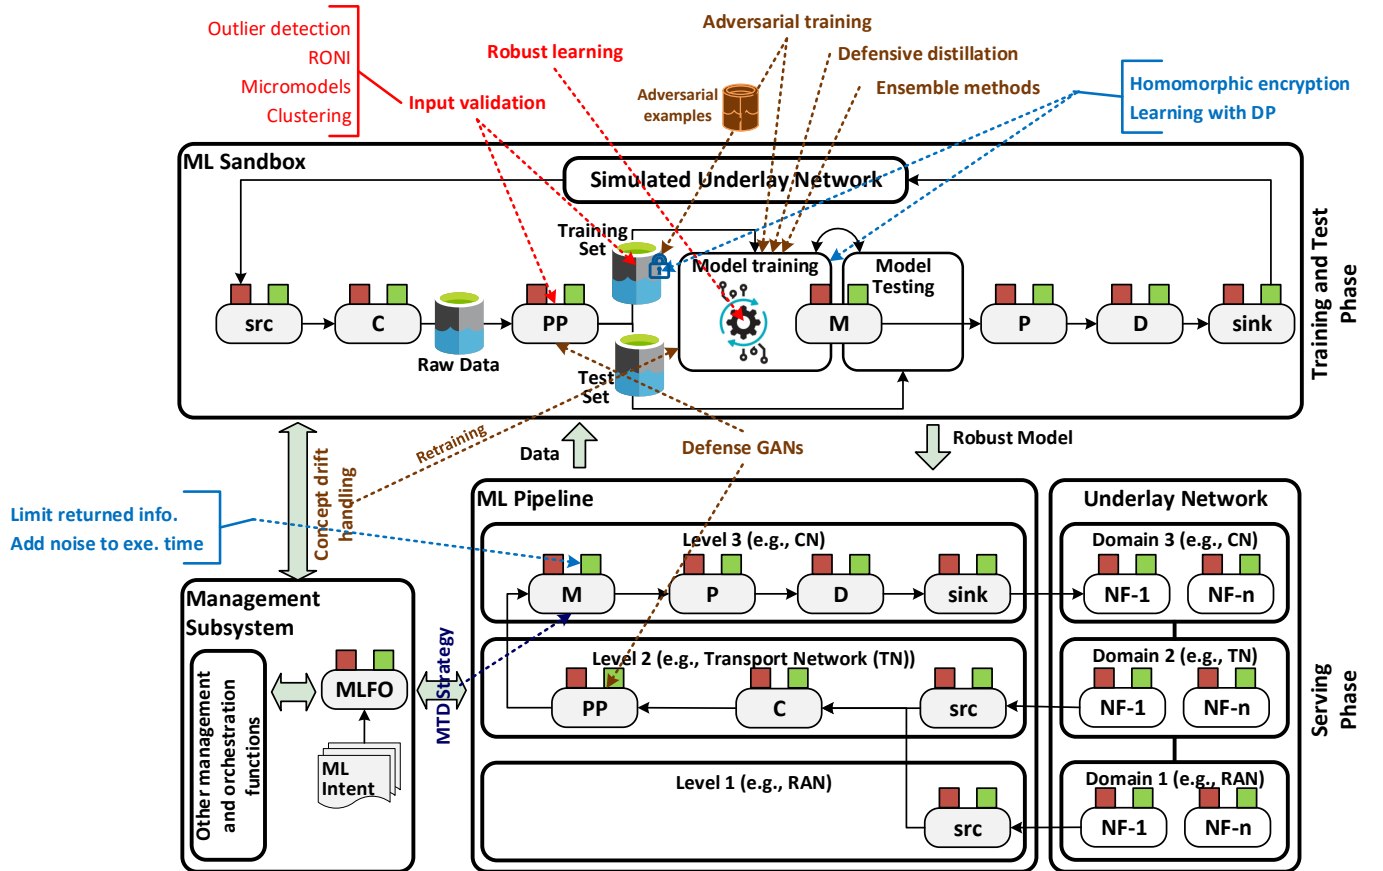 Outlier detection
RONI
Micromodels
Clustering
Input validation
Robust learning
Adversarial training
Defensive distillation
Ensemble methods
Adversarial
examples
Homomorphic encryption
Learning with DP
ML Sandbox
Simulated Underlay Network
Training
Set
Model training
Model
Testing
src
C
Raw Data
PP
Test
Set
M
P
D
sink
Training and Test
Phase
Concept drift
handling
Retraining
Data
Defense GANs
Robust Model
Limit returned info.
Add noise to exe. time
Management
Subsystem
Other management
and orchestration
functions
MLFO
ML
Intent
MTD Strategy
ML Pipeline
Level 3 (e.g., CN)
M
P
D
sink
Level 2 (e.g., Transport Network (TN))
PP
C
src
Level 1 (e.g., RAN)
src
Underlay Network
Domain 3 (e.g., CN)
NF-1
NF-n
Domain 2 (e.g., TN)
NF-1
NF-n
Domain 1 (e.g., RAN)
NF-1
NF-n
Serving
Phase